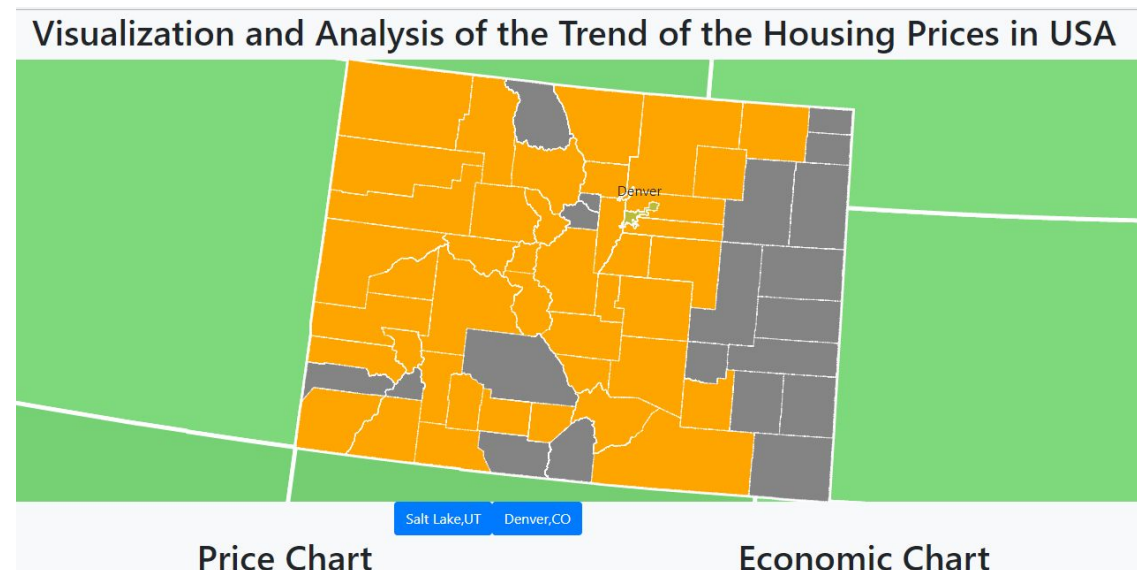 Visualization and Analysis of the Trend of the Housing Prices in USA
Denver
Salt Lake,UT Denver,CO
Price Chart Economic Chart